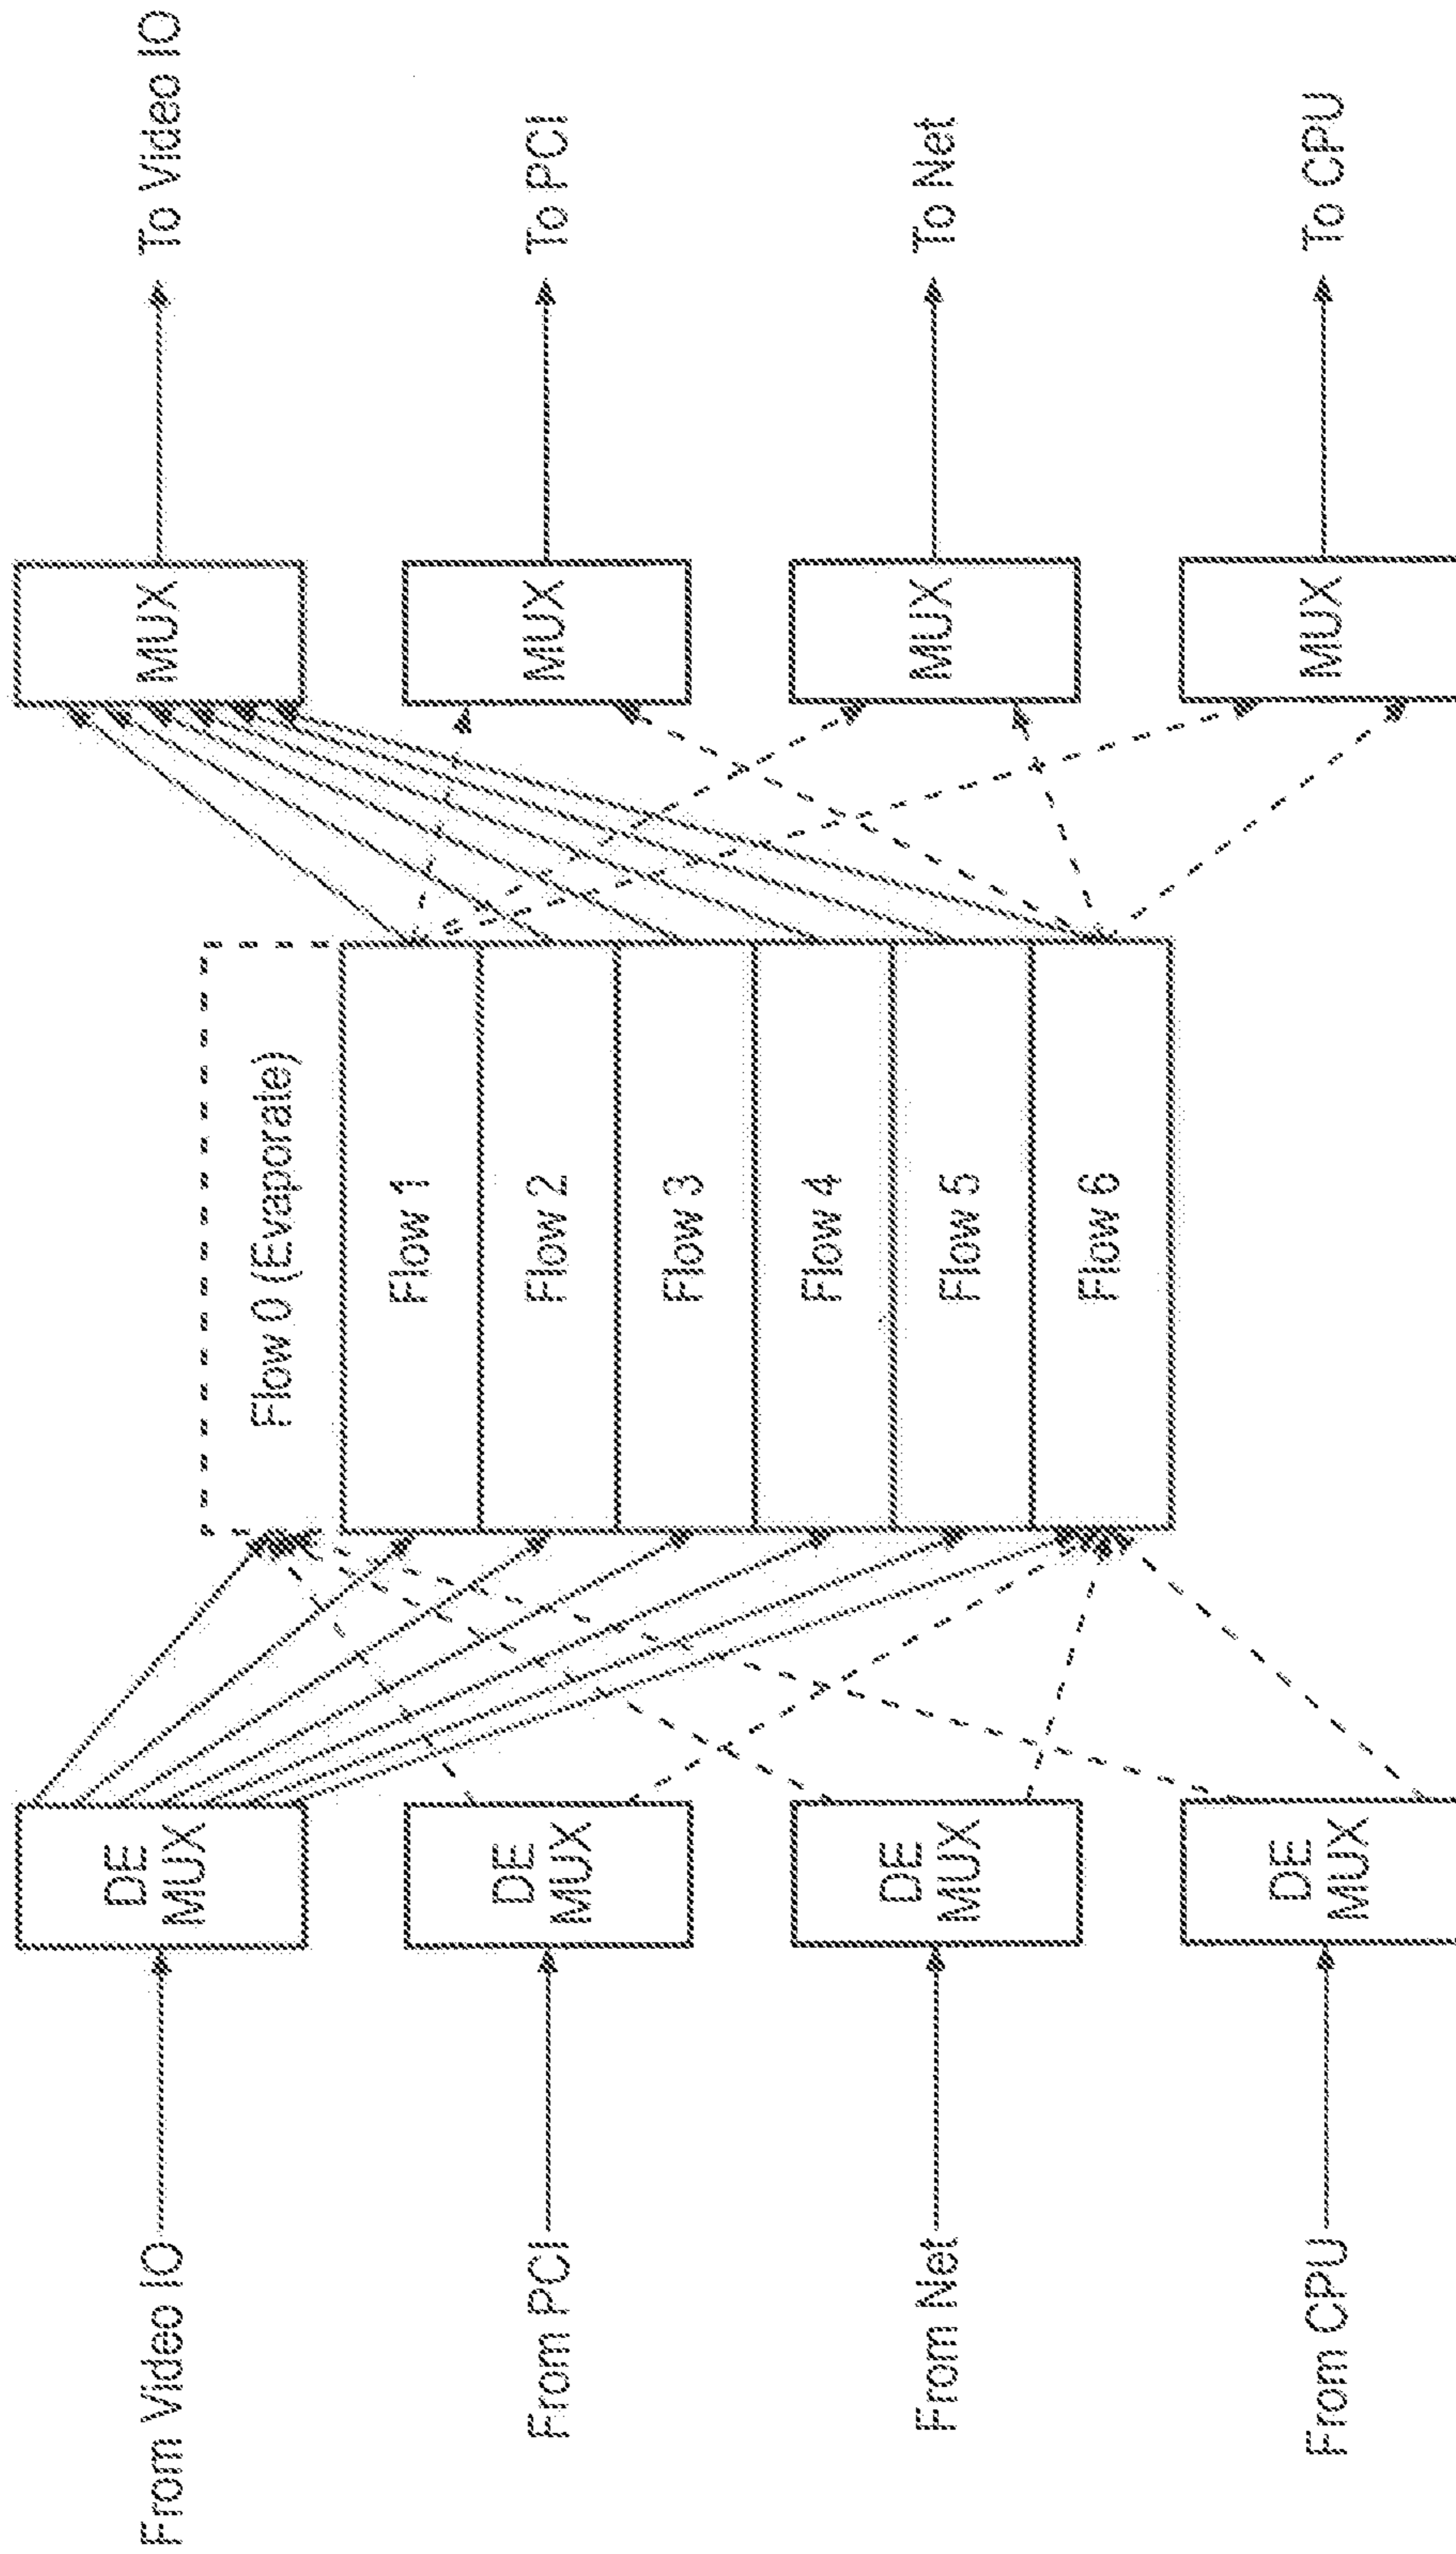 From Video IO
From PCI
From Net
From CPU
DE
MUX
DE
MUX
DE
MUX
DE
MUX
Flow 0 (Evaporate)
Flow 1
Flow 2
Flow 3
Flow 4
Flow 5
Flow 6
MUX
MUX
MUX
MUX
To Video IO
To PCI
To Net
To CPU